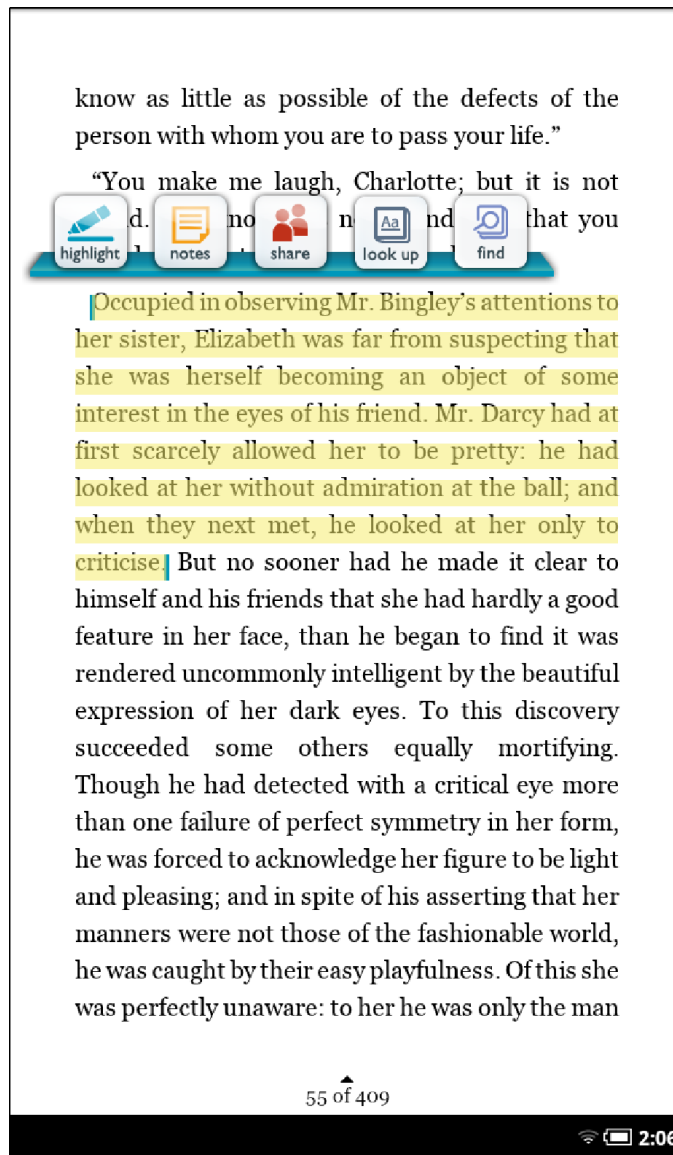 know as little as possible of the defects of the
person with whom you are to pass your life.”
“You make me laugh, Charlotte; but it is not
that you
highlight notes share look up find
Occupied in observing Mr. Bingley’s attentions to
her sister, Elizabeth was far from suspecting that
she was herself becoming an object of some
interest in the eyes of his friend. Mr. Darcy had at
first scarcely allowed her to be pretty: he had
looked at her without admiration at the ball; and
when they next met, he looked at her only to
criticise. But no sooner had he made it clear to
himself and his friends that she had hardly a good
feature in her face, than he began to find it was
rendered uncommonly intelligent by the beautiful
expression of her dark eyes. To this discovery
succeeded some others equally mortifying.
Though he had detected with a critical eye more
than one failure of perfect symmetry in her form,
he was forced to acknowledge her figure to be light
and pleasing; and in spite of his asserting that her
manners were not those of the fashionable world,
he was caught by their easy playfulness. Of this she
was perfectly unaware: to her he was only the man
55 of 409
2:06